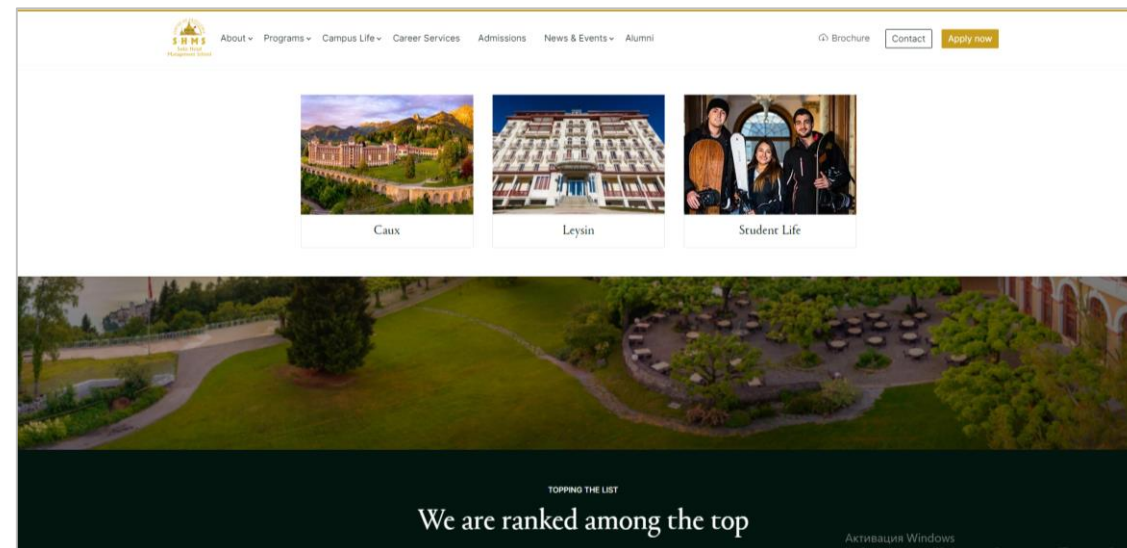 SHMS
Swiss Hotel
Management School
About
Programs
Campus Life
Career Services
Admissions
News & Events
Alumni
Brochure
Contact
Apply now
Caux
Leysin
Student Life
TOPPING THE LIST
We are ranked among the top
Активация Windows